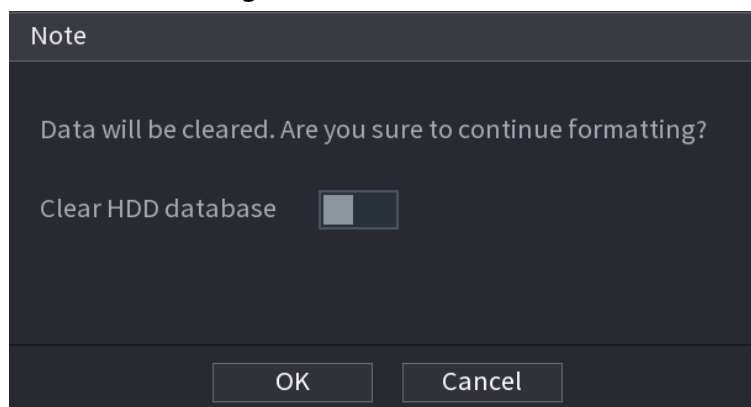 Note
Data will be cleared. Are you sure to continue formatting?
Clear HDD database
OK
Cancel